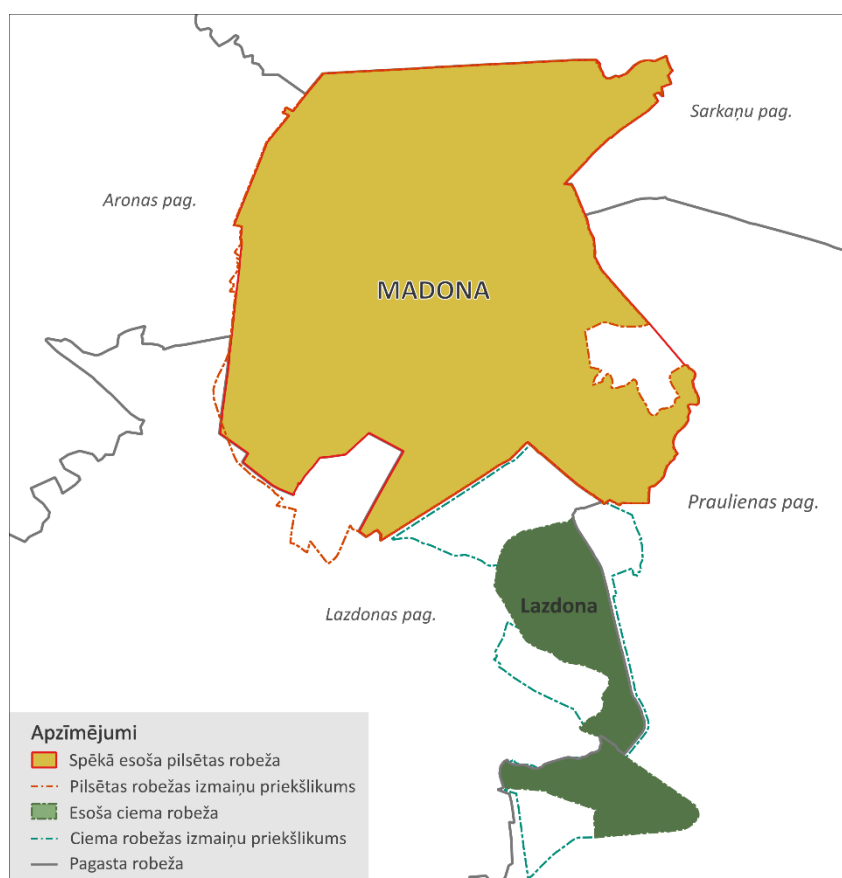 Sarkaņu pag.
Aronas pag.
MADONA
Praulienas pag.
Lazdona
Lazdonas pag.
Apzīmējumi
Spēkā esoša pilsētas robeža
Pilsētas robežas izmaiņu priekšlikums
Esoša ciema robeža
Ciema robežas izmaiņu priekšlikums
Pagasta robeža